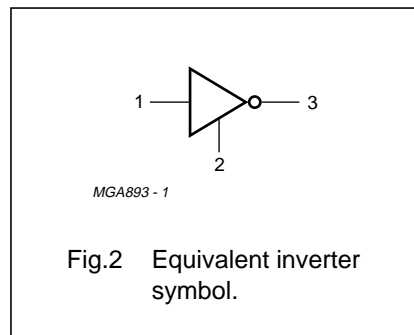 1
3
2
MGA893 - 1
Fig.2 Equivalent inverter
symbol.